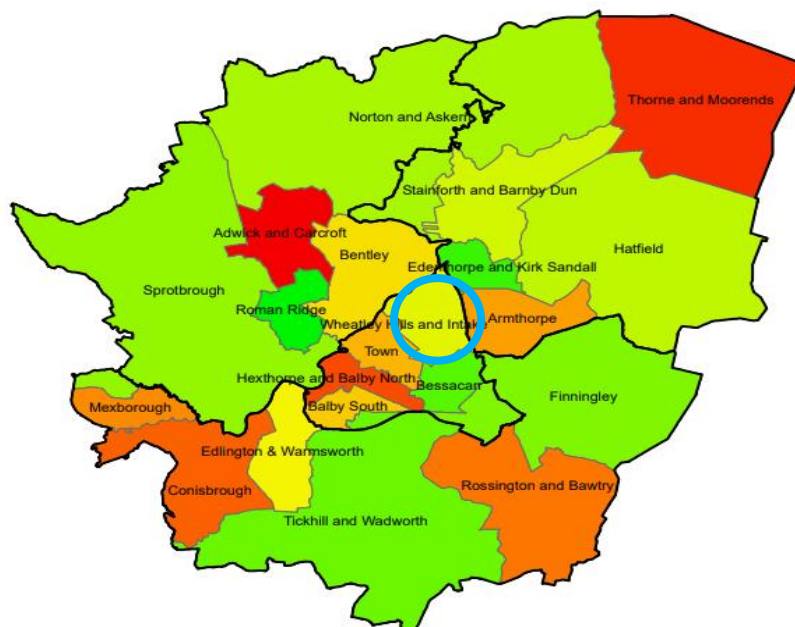 Thorne and Moorends
Norton and Askern
Stainforth and Barnby Dun
Adwick and Carcroft
Bentley
Hatfield
Edenthorpe and Kirk Sandall
Sprotbrough
Roman Ridge
Wheatley Hills and Intake
Armthorpe
Town
Hexthorpe and Balby North
Bessacarr
Finningley
Mexborough
Balby South
Edlington & Warmsworth
Conisbrough
Rossington and Bawtry
Tickhill and Wadworth